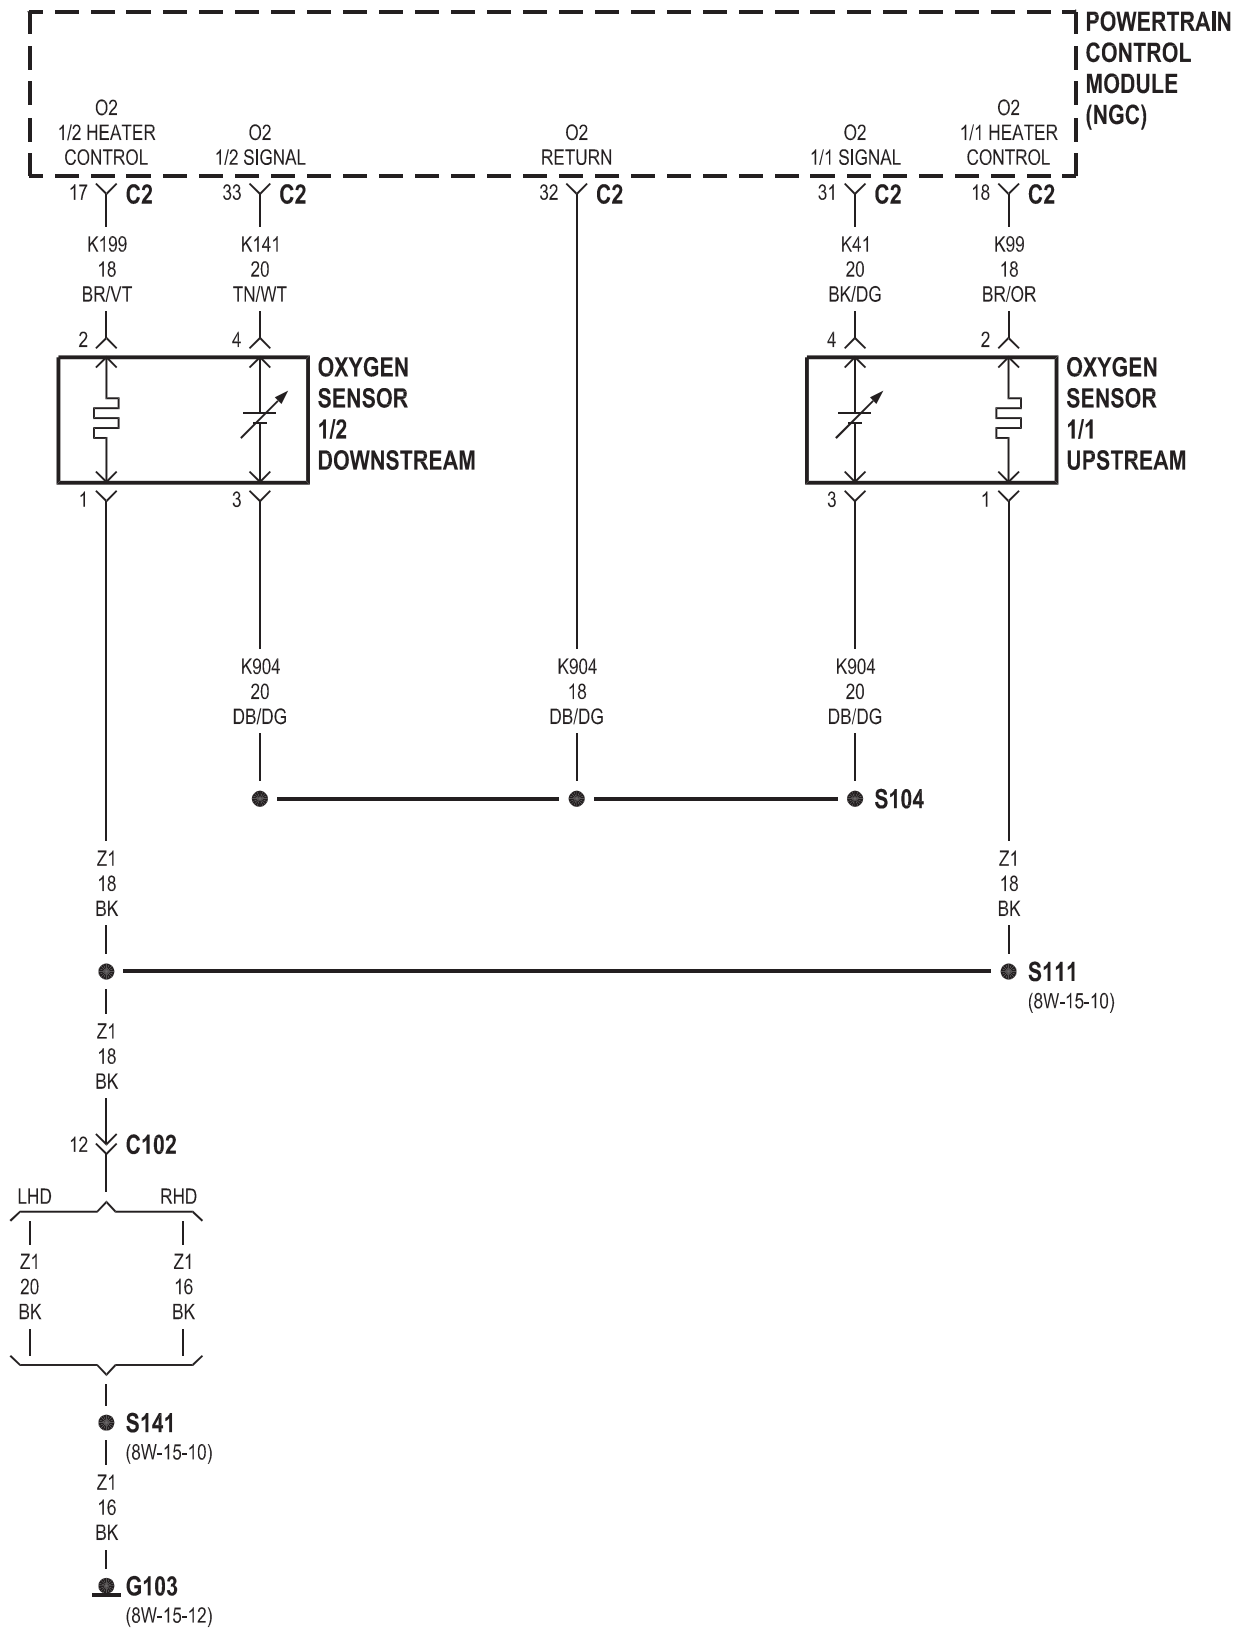 POWERTRAIN
CONTROL
MODULE
(NGC)
O2
1/2 HEATER
CONTROL
O2
1/2 SIGNAL
O2
RETURN
O2
1/1 SIGNAL
O2
1/1 HEATER
CONTROL
17 C2
33 C2
32 C2
31 C2
18 C2
K199
18
BR/VT
K141
20
TN/WT
K41
20
BK/DG
K99
18
BR/OR
2
4
4
2
OXYGEN
SENSOR
1/2
DOWNSTREAM
OXYGEN
SENSOR
1/1
UPSTREAM
1
3
3
1
K904
20
DB/DG
K904
18
DB/DG
K904
20
DB/DG
S104
Z1
18
BK
Z1
18
BK
S111
(8W-15-10)
Z1
18
BK
12 C102
LHD
RHD
Z1
20
BK
Z1
16
BK
S141
(8W-15-10)
Z1
16
BK
G103
(8W-15-12)